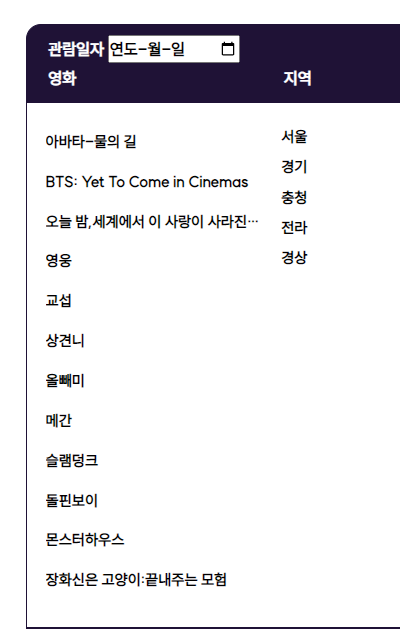 관람일자 연도-월-일
영화 지역
아바타-물의 길
BTS: Yet To Come in Cinemas
오늘 밤,세계에서 이 사랑이 사라진…
영웅
교섭
상견니
올빼미
메간
슬램덩크
돌핀보이
몬스터하우스
장화신은 고양이:끝내주는 모험
서울
경기
충청
전라
경상